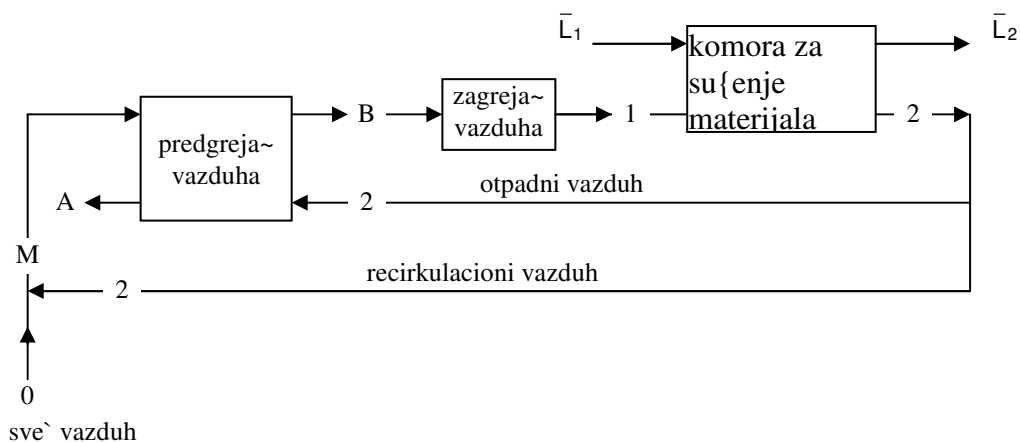 L̄₁
L̄₂
komora za
su{enje
materijala
zagreja~
vazduha
B
1
2
predgreja~
vazduha
otpadni vazduh
A
2
M
recirkulacioni vazduh
2
0
sve` vazduh